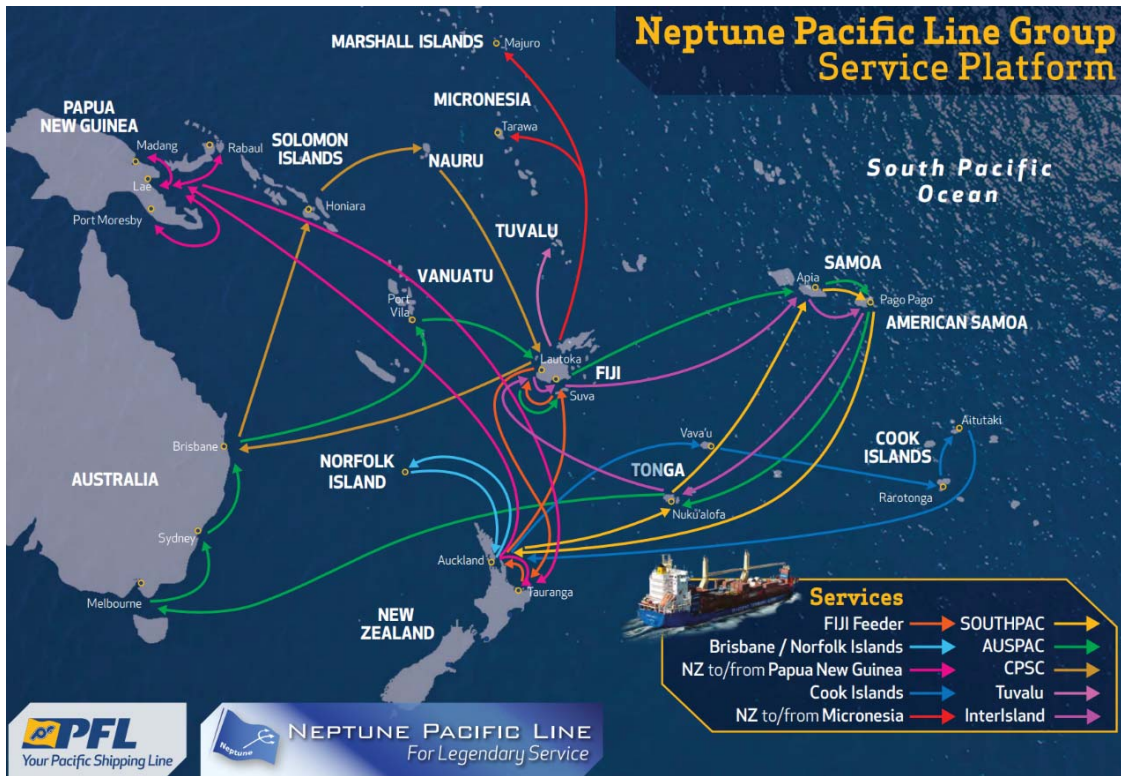 Neptune Pacific Line Group
Service Platform
MARSHALL ISLANDS
Majuro
MICRONESIA
Tarawa
PAPUA
NEW GUINEA
Madang
Rabaul
Lae
Port Moresby
SOLOMON
ISLANDS
Honiara
NAURU
South Pacific
Ocean
TUVALU
VANUATU
Port
Vila
SAMOA
Apia
Pago Pago
AMERICAN SAMOA
Lautoka
FIJI
Suva
Brisbane
AUSTRALIA
Sydney
Melbourne
NORFOLK
ISLAND
Vava'u
TONGA
Nuku'alofa
COOK
ISLANDS
Aitutaki
Rarotonga
Auckland
Tauranga
NEW
ZEALAND
Services
FIJI Feeder
SOUTHPAC
Brisbane / Norfolk Islands
AUSPAC
NZ to/from Papua New Guinea
CPSC
Cook Islands
Tuvalu
NZ to/from Micronesia
InterIsland
PFL
Your Pacific Shipping Line
Neptune
NEPTUNE PACIFIC LINE
For Legendary Service